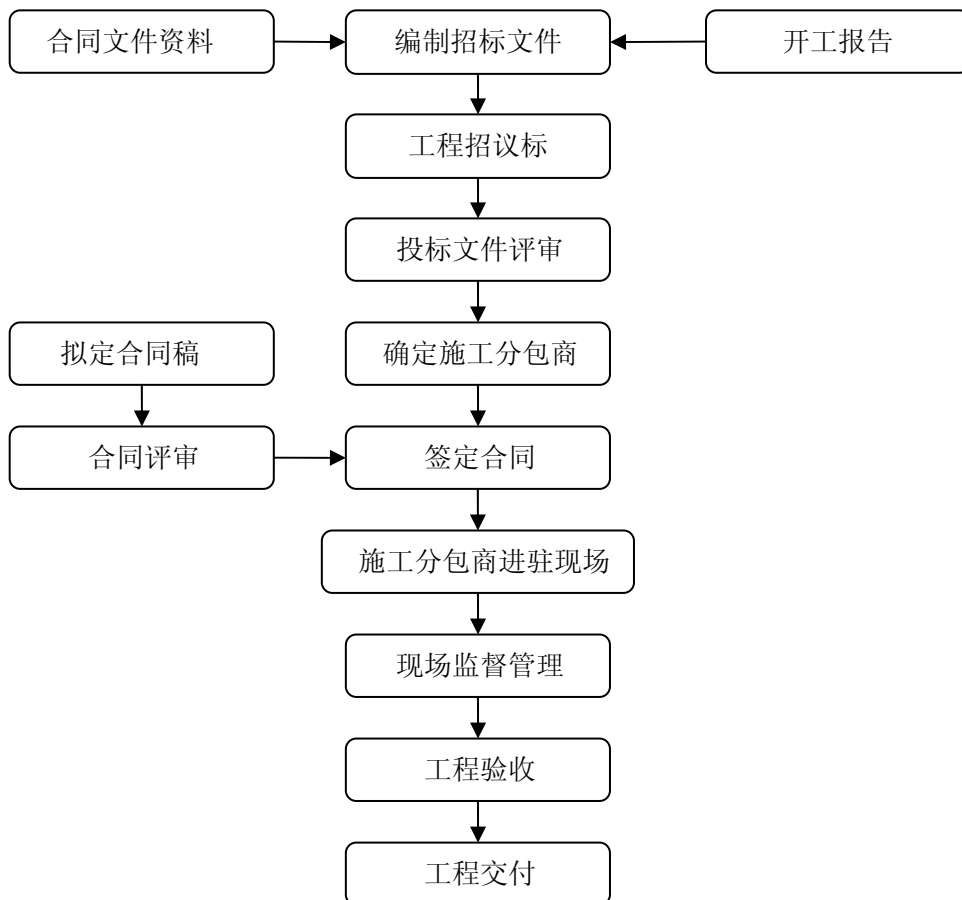 合同文件资料
编制招标文件
开工报告
工程招议标
投标文件评审
拟定合同稿
确定施工分包商
合同评审
签定合同
施工分包商进驻现场
现场监督管理
工程验收
工程交付